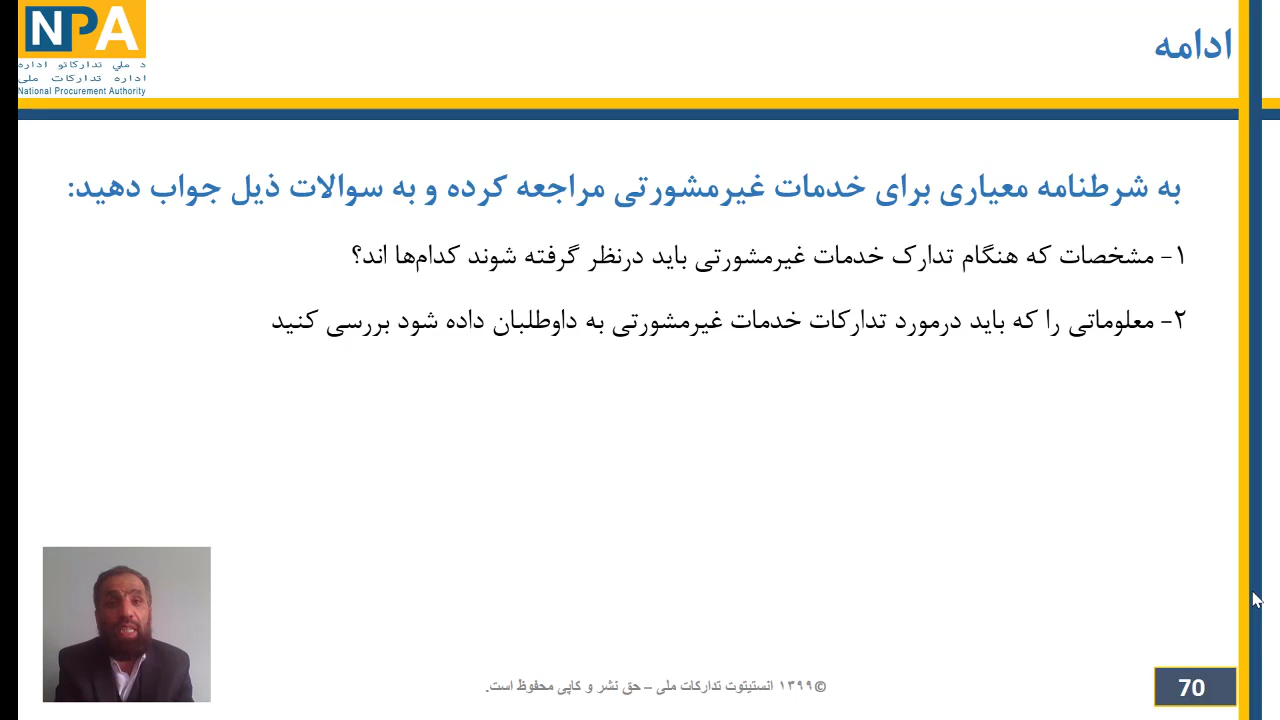 NPA
د ملي تدارکاتو اداره
اداره تدارکات ملی
National Procurement Authority
ادامه
به شرطنامه معیاری برای خدمات غیرمشورتی مراجعه کرده و به سوالات ذیل جواب دهید:
۱- مشخصات که هنگام تدارک خدمات غیرمشورتی باید درنظر گرفته شوند کدام‌ها اند؟
۲- معلوماتی را که باید درمورد تدارکات خدمات غیرمشورتی به داوطلبان داده شود بررسی کنید
©۱۳۹۹ انستیتوت تدارکات ملی – حق نشر و کاپی محفوظ است.
70